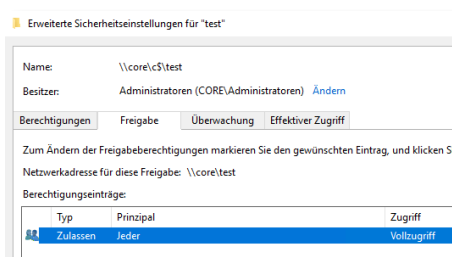 Erweiterte Sicherheitseinstellungen für "test"
Name: \\core\c$\test
Besitzer: Administratoren (CORE\Administratoren) Ändern
Berechtigungen Freigabe Überwachung Effektiver Zugriff
Zum Ändern der Freigabeberechtigungen markieren Sie den gewünschten Eintrag, und klicken S
Netzwerkadresse für diese Freigabe: \\core\test
Berechtigungseinträge:
Typ Prinzipal Zugriff
Zulassen Jeder Vollzugriff